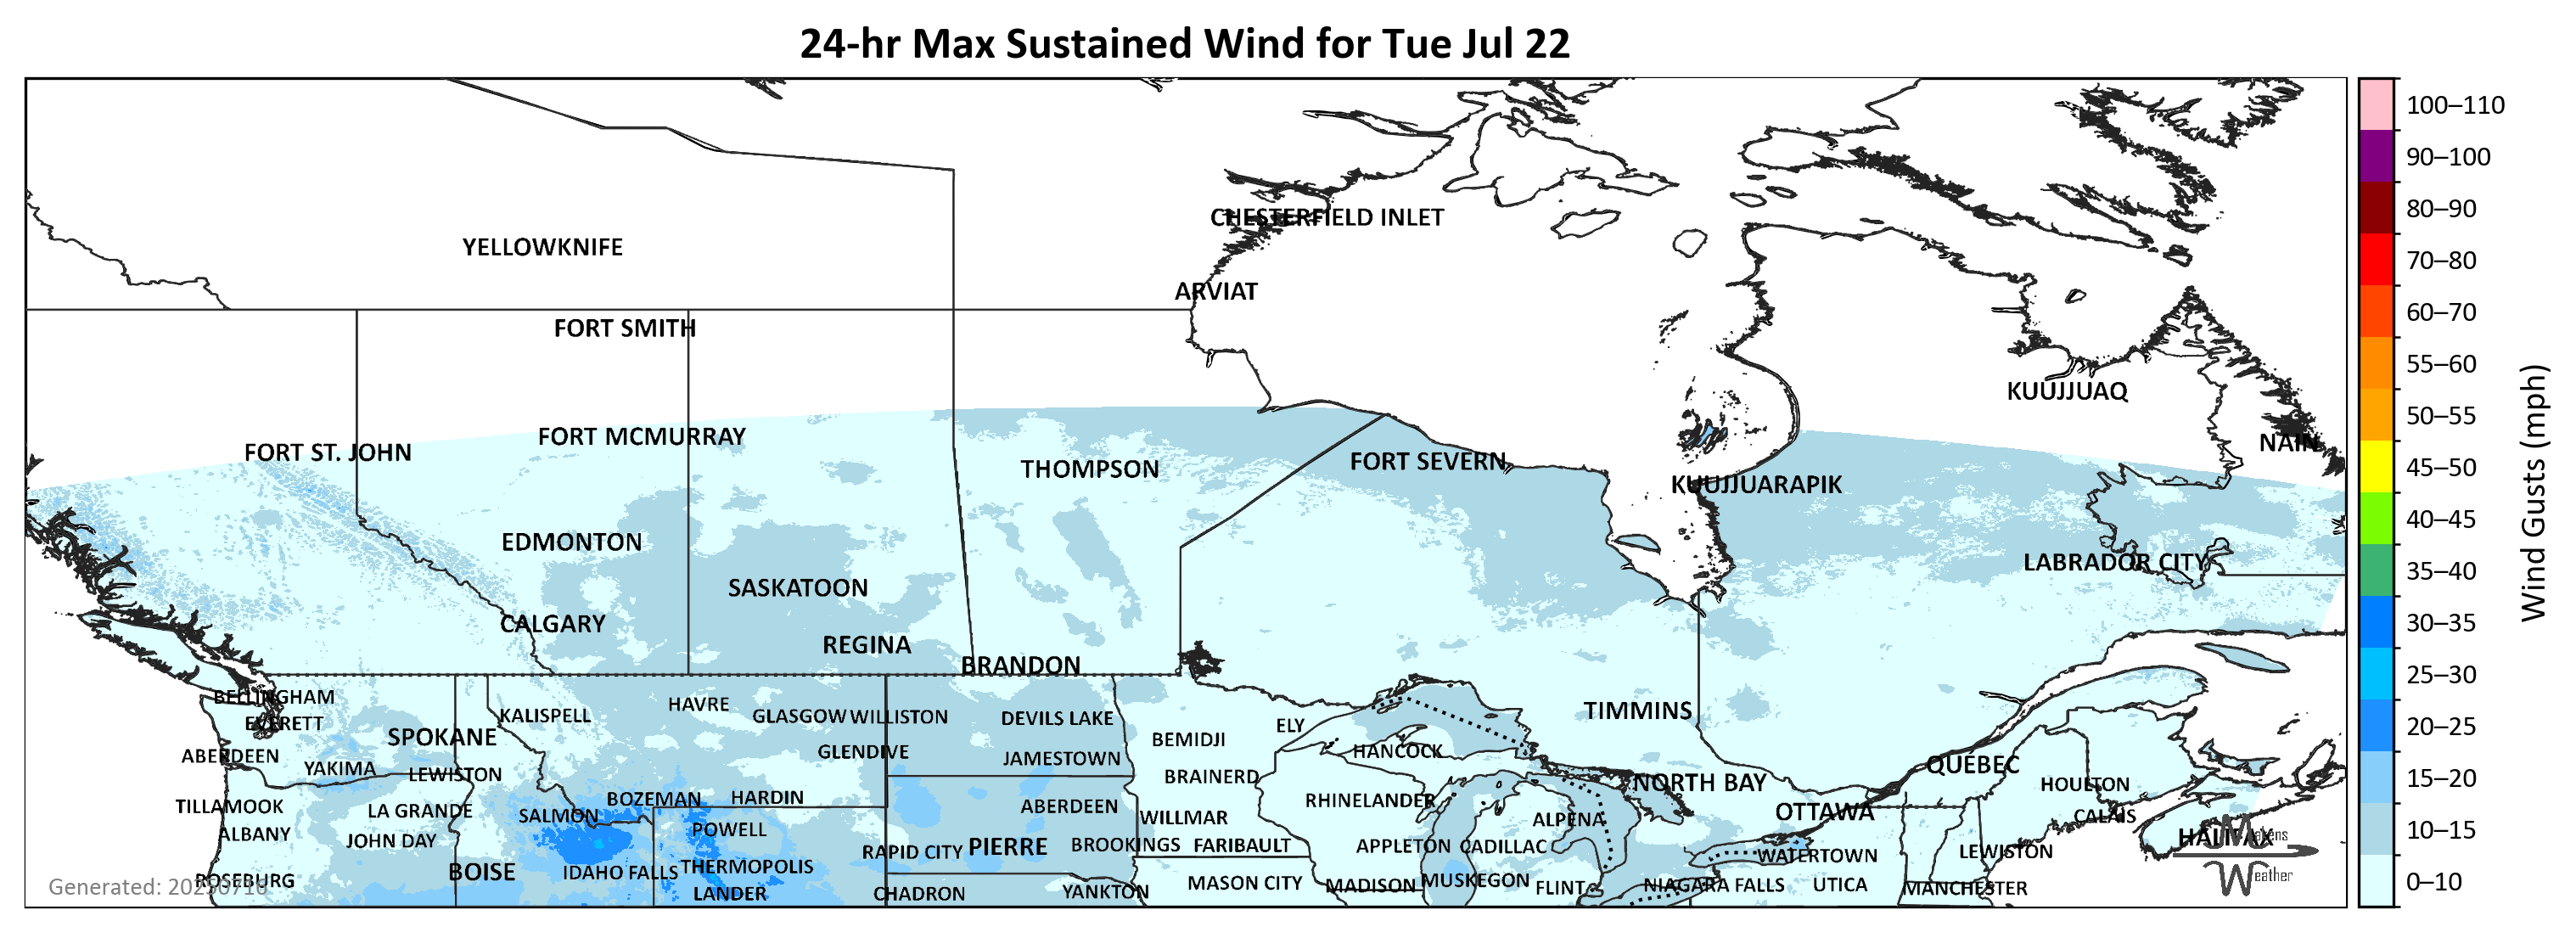 24-hr Max Sustained Wind for Tue Jul 22
100–110
90–100
80–90
70–80
60–70
55–60
50–55
45–50
40–45
35–40
30–35
25–30
20–25
15–20
10–15
0–10
Wind Gusts (mph)
CHESTERFIELD INLET
YELLOWKNIFE
ARVIAT
FORT SMITH
KUUJJUAQ
FORT MCMURRAY
NAIN
FORT ST. JOHN
FORT SEVERN
THOMPSON
KUUJJUARAPIK
EDMONTON
LABRADOR CITY
SASKATOON
CALGARY
REGINA
BRANDON
BELLINGHAM
HAVRE
TIMMINS
KALISPELL
GLASGOW
WILLISTON
DEVILS LAKE
EVERETT
ELY
SPOKANE
BEMIDJI
GLENDIVE
HANCOCK
ABERDEEN
JAMESTOWN
QUÉBEC
YAKIMA
LEWISTON
BRAINERD
NORTH BAY
HOULTON
BOZEMAN
HARDIN
RHINELANDER
TILLAMOOK
LA GRANDE
ABERDEEN
OTTAWA
SALMON
WILLMAR
ALPENA
CALAIS
ALBANY
POWELL
HALIFAX
JOHN DAY
PIERRE
BROOKINGS
FARIBAULT
APPLETON
CADILLAC
RAPID CITY
WATERTOWN
LEWISTON
BOISE
IDAHO FALLS
THERMOPOLIS
ROSEBURG
MASON CITY
MADISON
MUSKEGON
FLINT
NIAGARA FALLS
UTICA
MANCHESTER
LANDER
CHADRON
YANKTON
Makens
Weather
Generated: 20250718